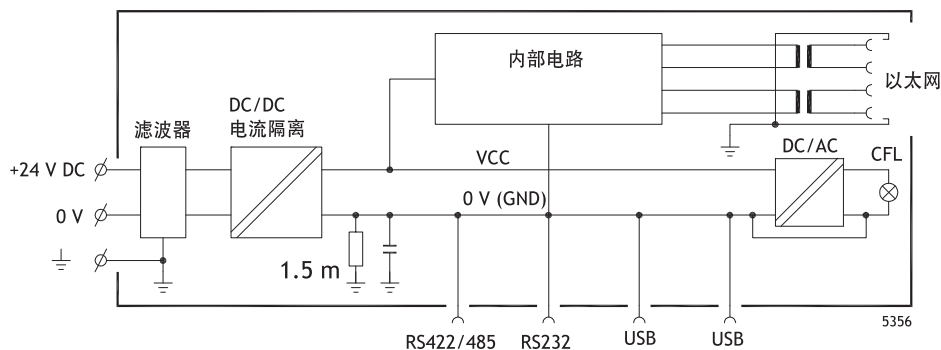 内部电路
以太网
DC/DC
电流隔离
滤波器
DC/AC
CFL
+24 V DC
VCC
0 V
0 V (GND)
1.5 m
5356
RS422/485
RS232
USB
USB